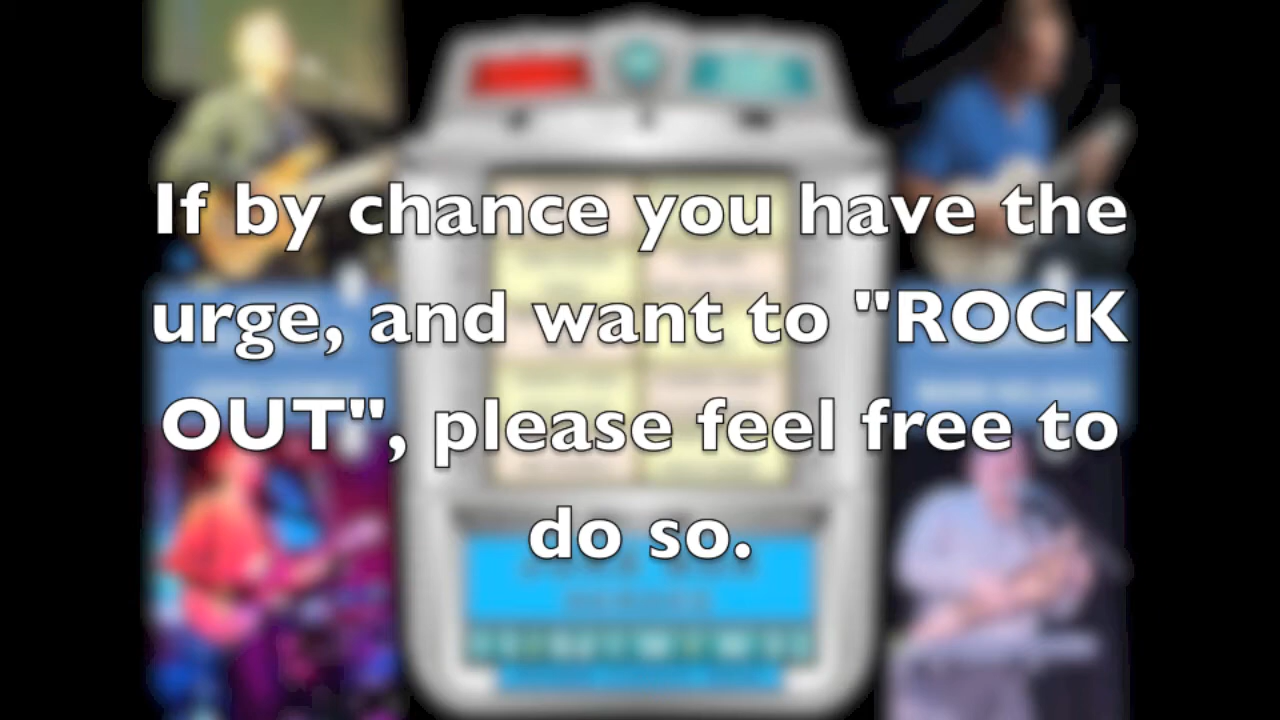 If by chance you have the
urge, and want to "ROCK
OUT", please feel free to
do so.